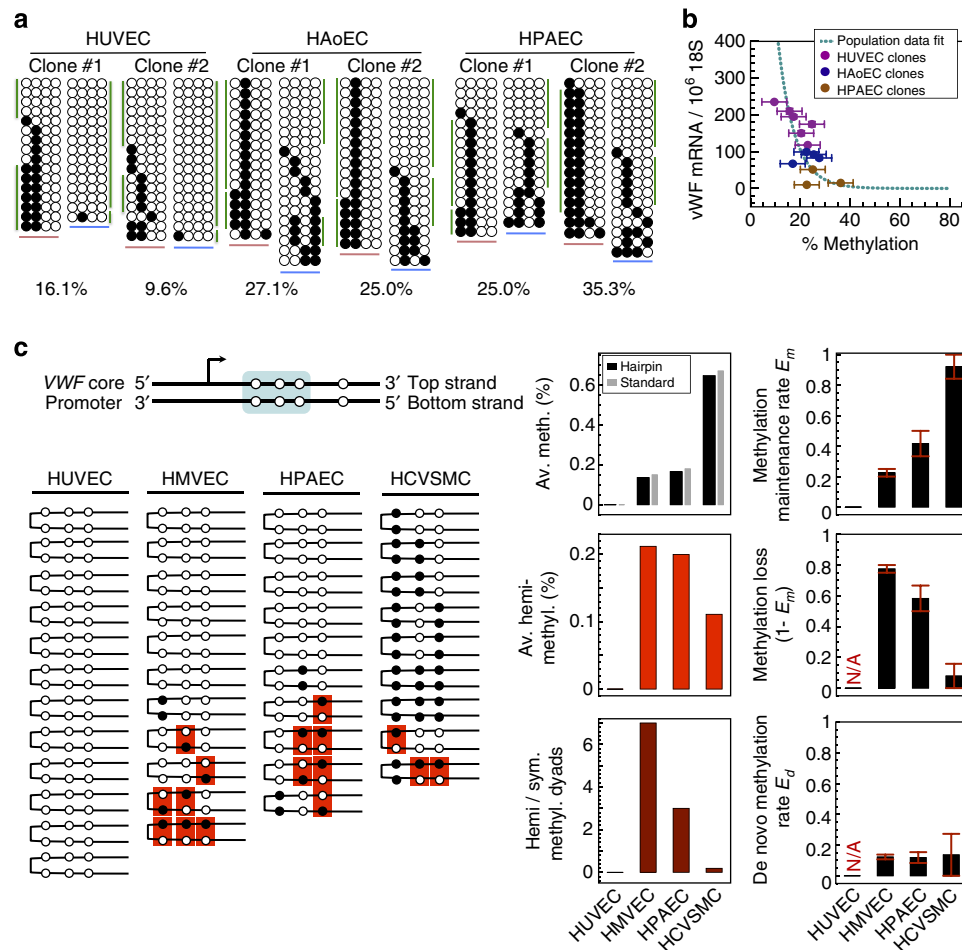 a
HUVEC HAoEC HPAEC
Clone #1 Clone #2 Clone #1 Clone #2 Clone #1 Clone #2
16.1% 9.6% 27.1% 25.0% 25.0% 35.3%
b
400
300
200
100
0
0 20 40 60 80
vWF mRNA / 10⁶ 18S
% Methylation
Population data fit
HUVEC clones
HAoEC clones
HPAEC clones
c
VWF core 5′ 3′ Top strand
Promoter 3′ 5′ Bottom strand
HUVEC HMVEC HPAEC HCVSMC
Av. meth. (%)
0.6
0.4
0.2
0
Hairpin
Standard
Methylation
maintenance rate Em
1
0.8
0.6
0.4
0.2
0
Av. hemi-
methyl. (%)
0.2
0.1
0
Methylation loss
(1- Em)
1
0.8
0.4
0
N/A
Hemi / sym.
methyl. dyads
6
4
2
0
HUVEC HMVEC HPAEC HCVSMC
De novo methylation
rate Ed
1
0.8
0.6
0.4
0.2
0
N/A
HUVEC HMVEC HPAEC HCVSMC